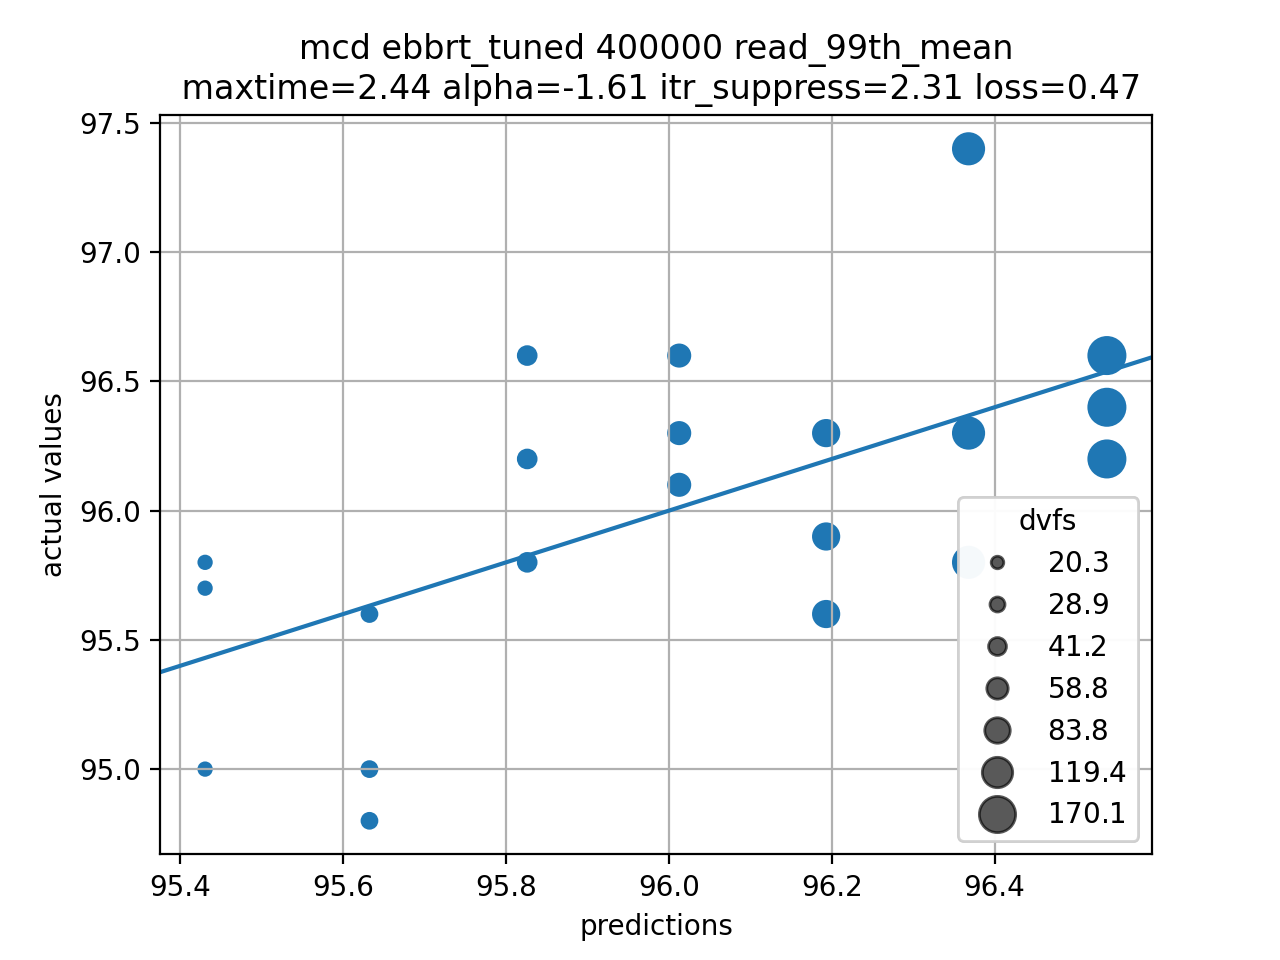 mcd ebbrt_tuned 400000 read_99th_mean
maxtime=2.44 alpha=-1.61 itr_suppress=2.31 loss=0.47
97.5
97.0
96.5
96.0
95.5
95.0
actual values
dvfs
20.3
28.9
41.2
58.8
83.8
119.4
170.1
95.4 95.6 95.8 96.0 96.2 96.4
predictions